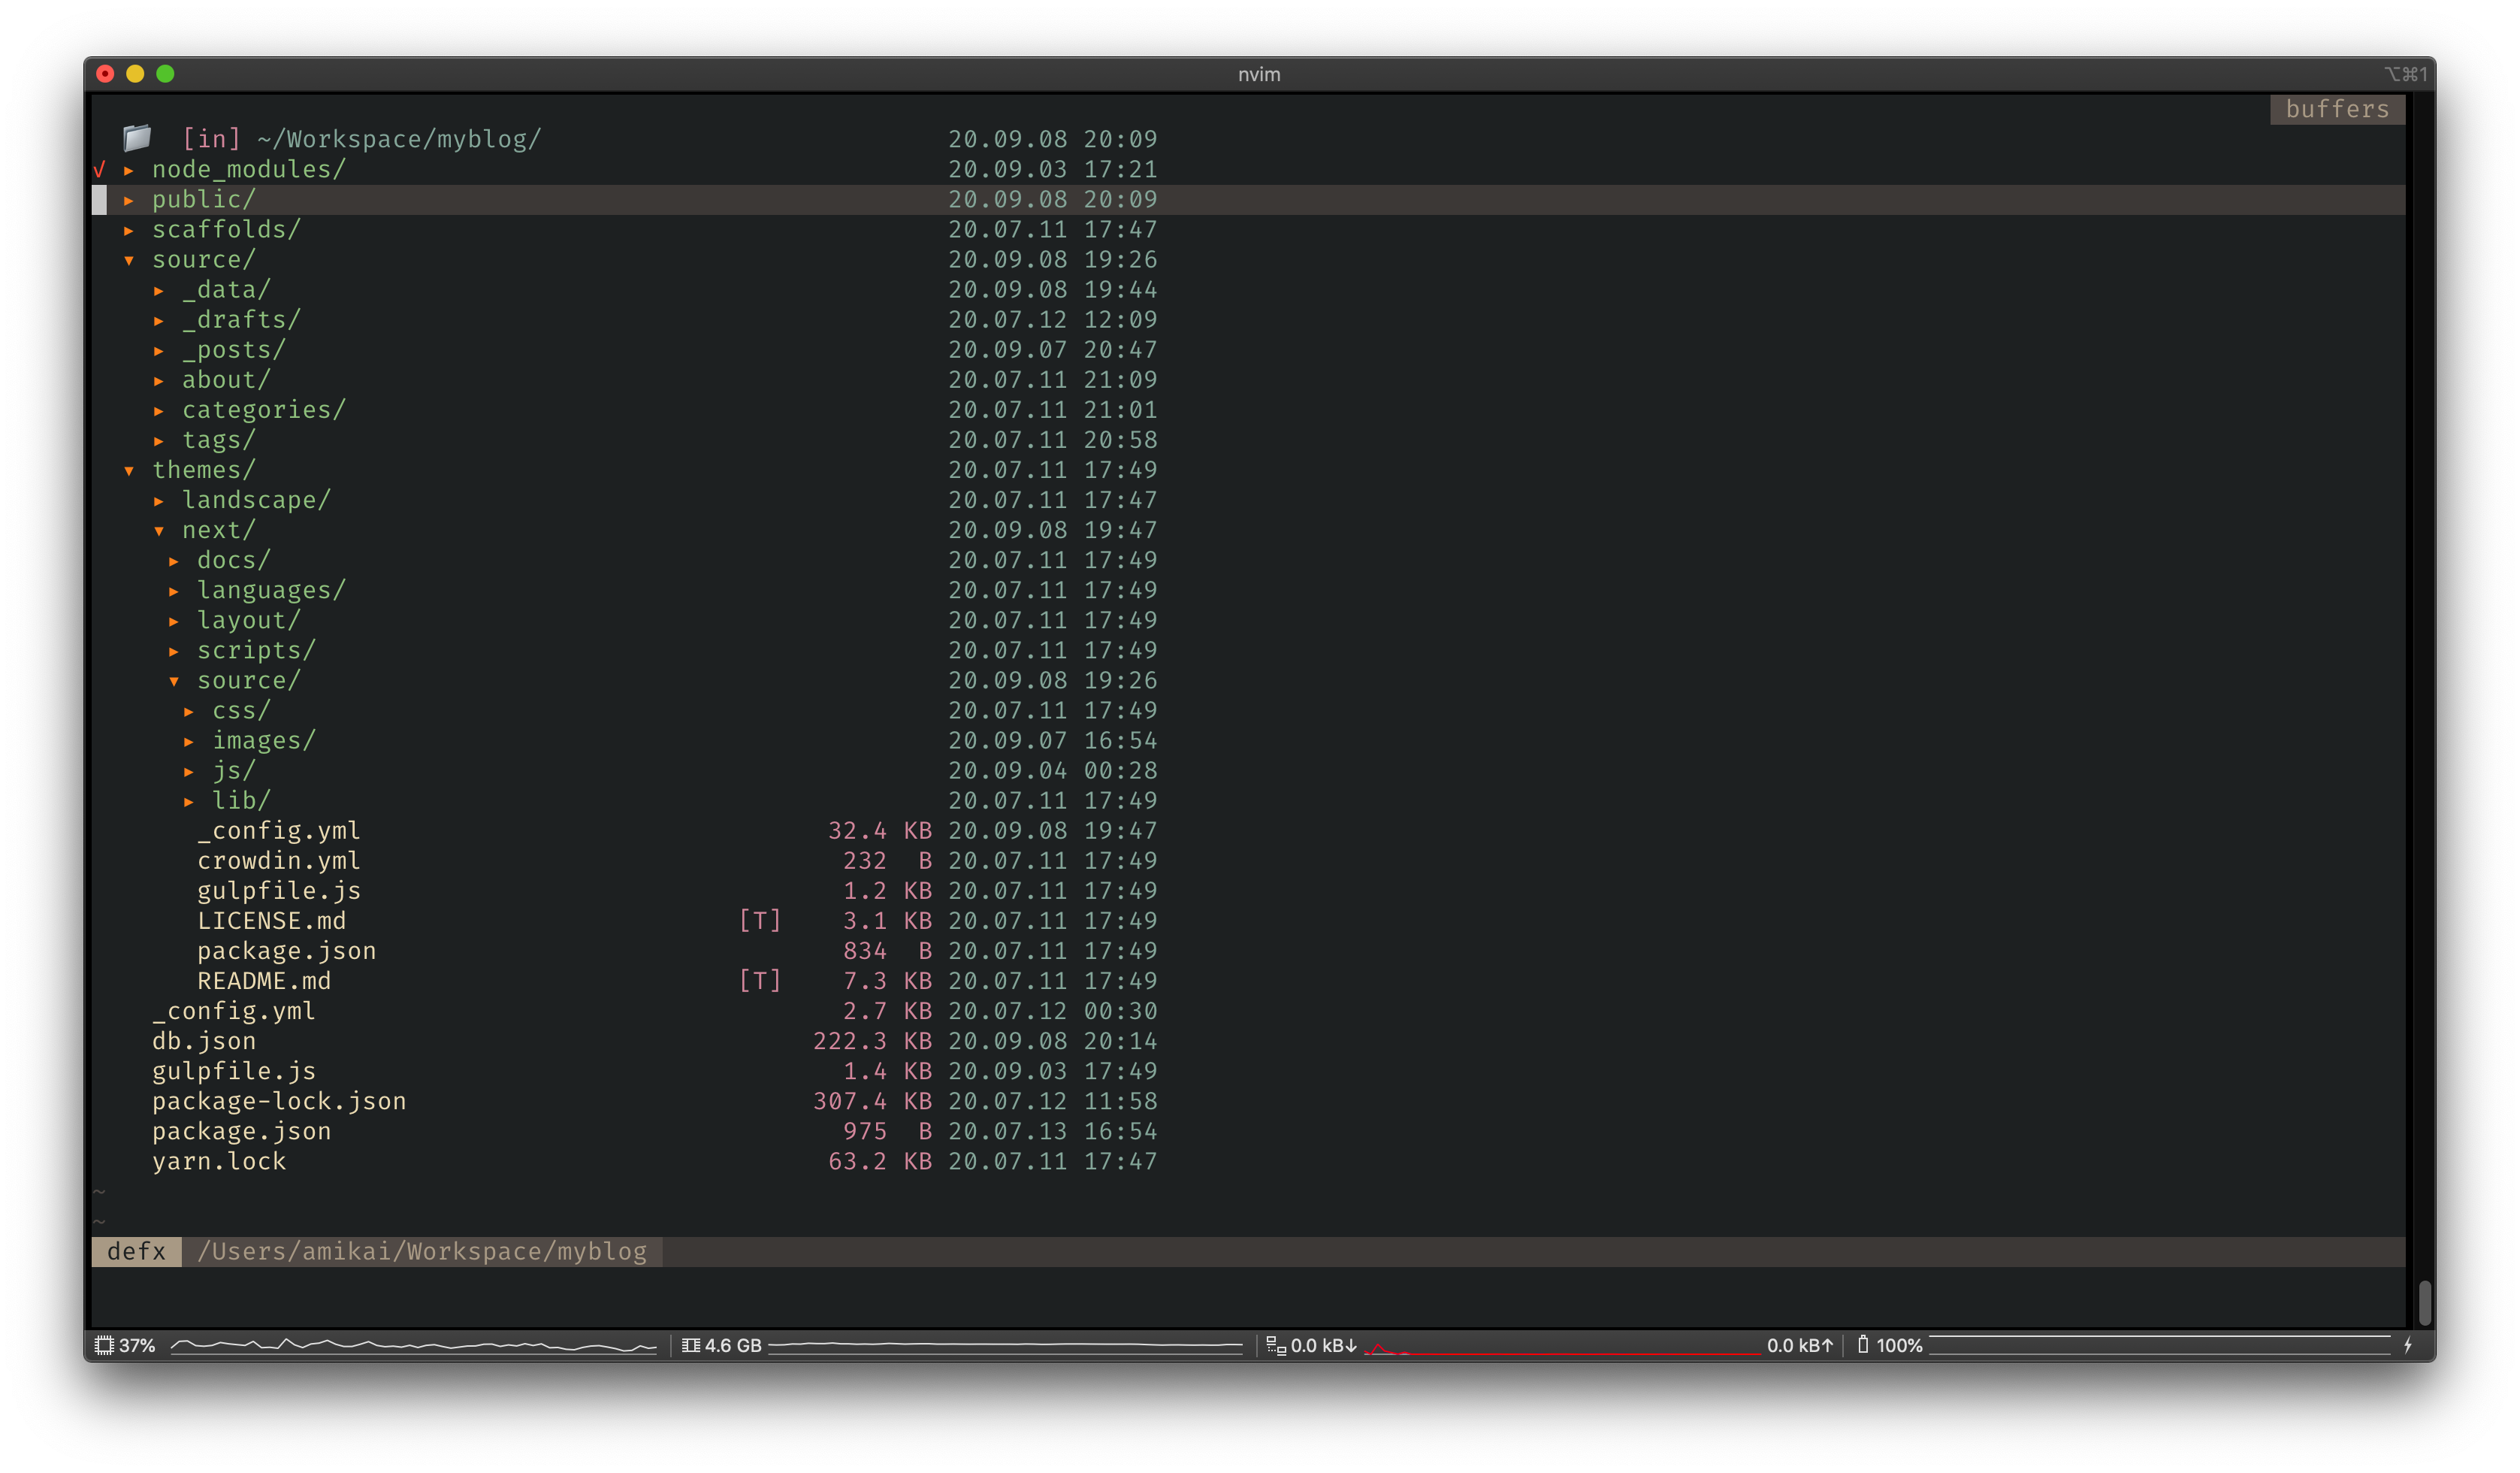 nvim
⌥⌘1
buffers
[in] ~/Workspace/myblog/ 20.09.08 20:09
√ ▸ node_modules/ 20.09.03 17:21
▸ public/ 20.09.08 20:09
▸ scaffolds/ 20.07.11 17:47
▾ source/ 20.09.08 19:26
▸ _data/ 20.09.08 19:44
▸ _drafts/ 20.07.12 12:09
▸ _posts/ 20.09.07 20:47
▸ about/ 20.07.11 21:09
▸ categories/ 20.07.11 21:01
▸ tags/ 20.07.11 20:58
▾ themes/ 20.07.11 17:49
▸ landscape/ 20.07.11 17:47
▾ next/ 20.09.08 19:47
▸ docs/ 20.07.11 17:49
▸ languages/ 20.07.11 17:49
▸ layout/ 20.07.11 17:49
▸ scripts/ 20.07.11 17:49
▾ source/ 20.09.08 19:26
▸ css/ 20.07.11 17:49
▸ images/ 20.09.07 16:54
▸ js/ 20.09.04 00:28
▸ lib/ 20.07.11 17:49
_config.yml 32.4 KB 20.09.08 19:47
crowdin.yml 232 B 20.07.11 17:49
gulpfile.js 1.2 KB 20.07.11 17:49
LICENSE.md [T] 3.1 KB 20.07.11 17:49
package.json 834 B 20.07.11 17:49
README.md [T] 7.3 KB 20.07.11 17:49
_config.yml 2.7 KB 20.07.12 00:30
db.json 222.3 KB 20.09.08 20:14
gulpfile.js 1.4 KB 20.09.03 17:49
package-lock.json 307.4 KB 20.07.12 11:58
package.json 975 B 20.07.13 16:54
yarn.lock 63.2 KB 20.07.11 17:47
~
~
defx /Users/amikai/Workspace/myblog
37% 4.6 GB 0.0 kB↓ 0.0 kB↑ 100%